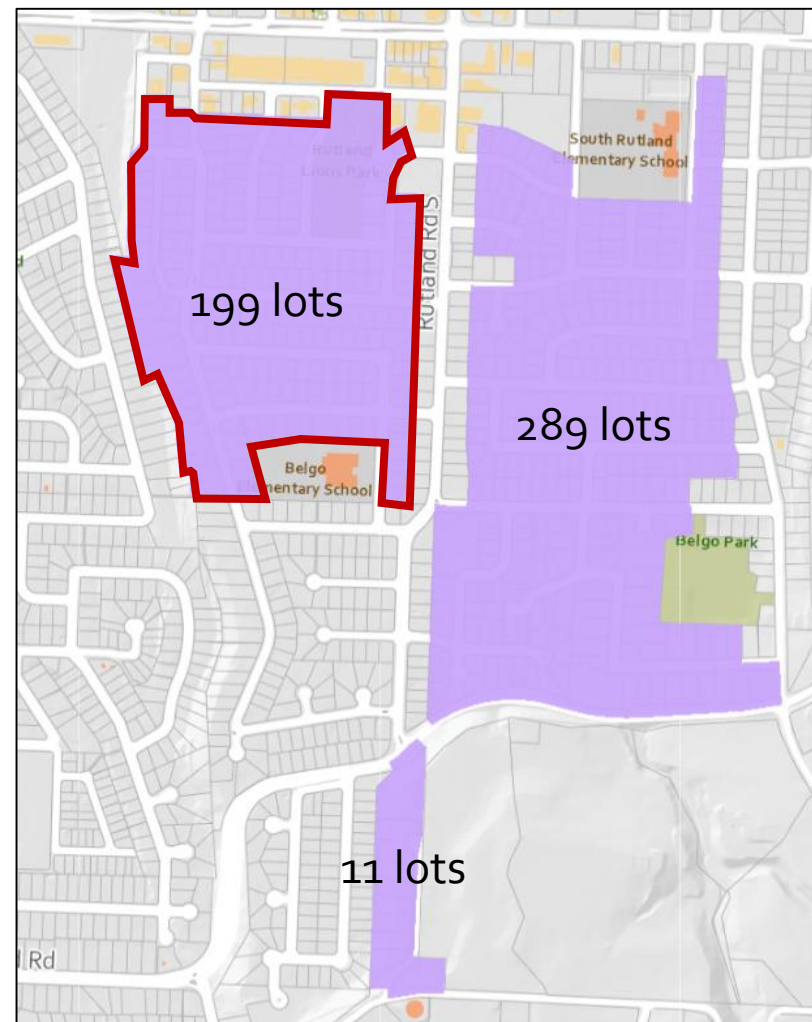 South Rutland
Elementary School
Rutland
Lions Park
Rutland Rd S
199 lots
289 lots
Belgo
Elementary School
Belgo Park
11 lots
Rd